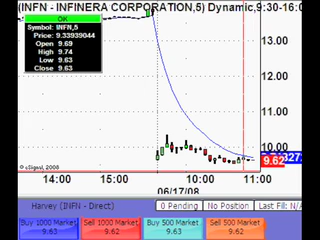 (INFN - INFINERA CORPORATION,5) Dynamic,9:30-16:0
OK
Symbol: INFN,5
Price: 9.33939044
Open 9.69
High 9.74
Low 9.63
Close 9.63
13.00
12.00
11.00
10.00
9.62
© eSignal, 2008
14:00 15:00 10:00 11:00
06/17/08
Harvey (INFN - Direct) 0 Pending No Position Last Fill: N/A
Buy 1000 Market Sell 1000 Market Buy 500 Market Sell 500 Market
9.63 9.62 9.63 9.62